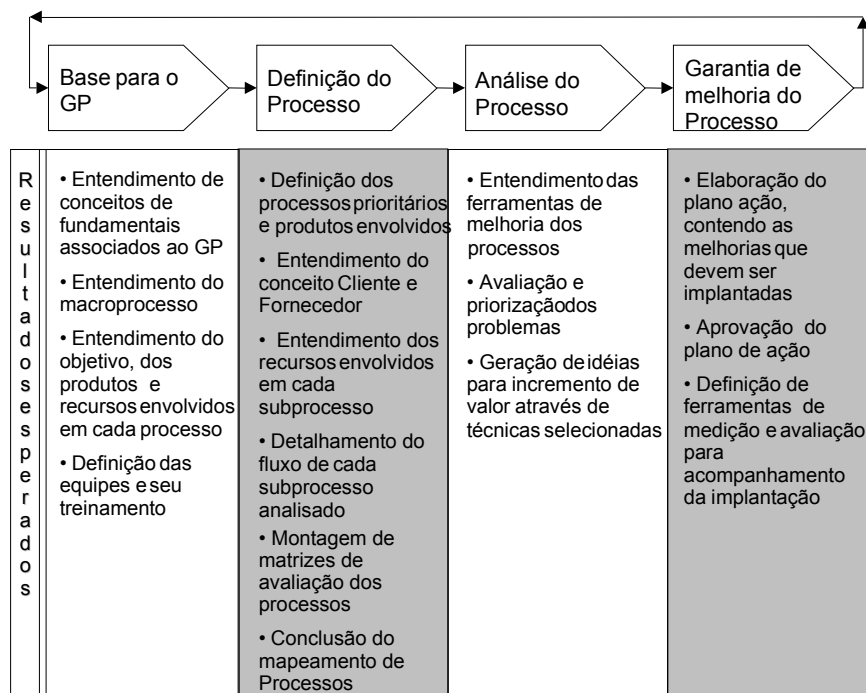 Base para o
GP
Definição do
Processo
Análise do
Processo
Garantia de
melhoria do
Processo
R
e
s
u
l
t
a
d
o
s
e
s
p
e
r
a
d
o
s
• Entendimento de
conceitos de
fundamentais
associados ao GP
• Entendimento do
macroprocesso
• Entendimento do
objetivo, dos
produtos e
recursos envolvidos
em cada processo
• Definição das
equipes e seu
treinamento
• Definição dos
processos prioritários
e produtos envolvidos
• Entendimento do
conceito Cliente e
Fornecedor
• Entendimento dos
recursos envolvidos
em cada
subprocesso
• Detalhamento do
fluxo de cada
subprocesso
analisado
• Montagem de
matrizes de
avaliação dos
processos
• Conclusão do
mapeamento de
Processos
• Entendimento das
ferramentas de
melhoria dos
processos
• Avaliação e
priorizaçãodos
problemas
• Geração de idéias
para incremento de
valor através de
técnicas selecionadas
• Elaboração do
plano ação,
contendo as
melhorias que
devem ser
implantadas
• Aprovação do
plano de ação
• Definição de
ferramentas de
medição e avaliação
para
acompanhamento
da implantação